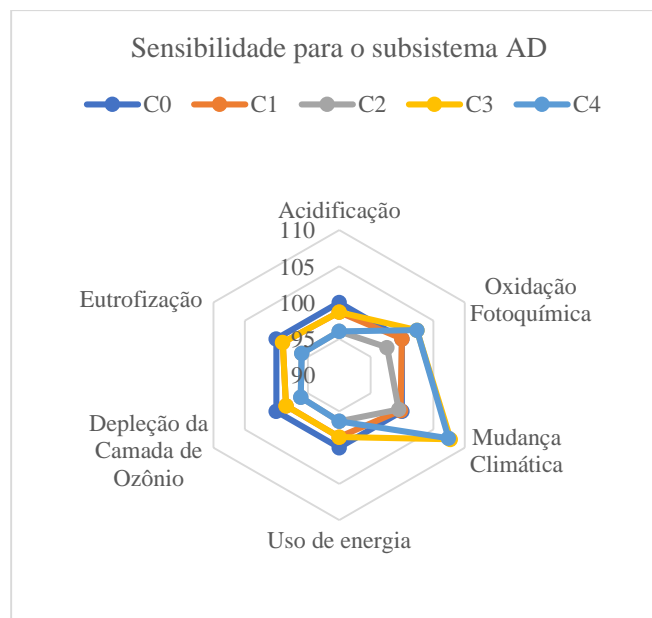 Sensibilidade para o subsistema AD
C0 C1 C2 C3 C4
Acidificação
110
105
100
95
90
Oxidação
Fotoquímica
Mudança
Climática
Uso de energia
Depleção da
Camada de
Ozônio
Eutrofização